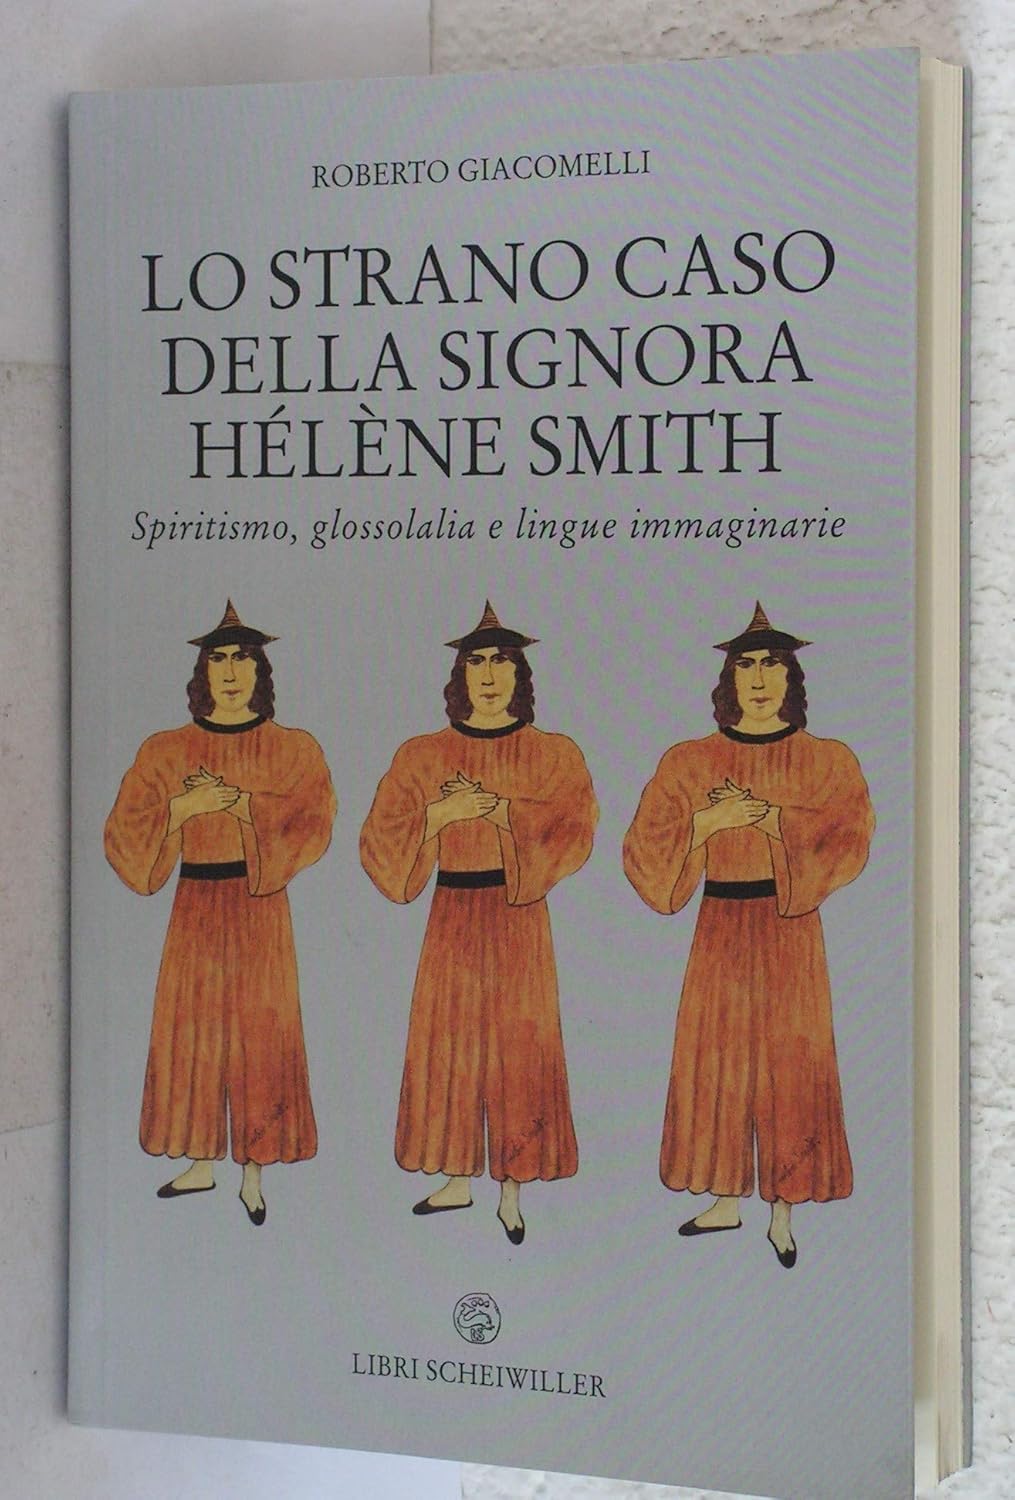 ROBERTO GIACOMELLI
LO STRANO CASO
DELLA SIGNORA
HÉLÈNE SMITH
Spiritismo, glossolalia e lingue immaginarie
LIBRI SCHEIWILLER